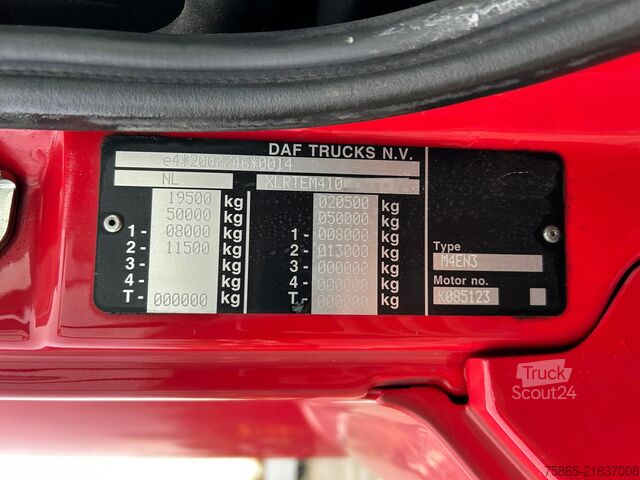 DAF TRUCKS N.V.
e4*2007/46*0014
NL XLRTEM410
19500 kg 020500 kg
50000 kg 050000 kg
1- 08000 kg 1- 008000 kg
2- 11500 kg 2- 013000 kg
3- kg 3- 000000 kg
4- kg 4- 000000 kg
T- 000000 kg T- 000000 kg
Type
M4EN3
Motor no.
K085123
Truck
Scout24
75865-21637008